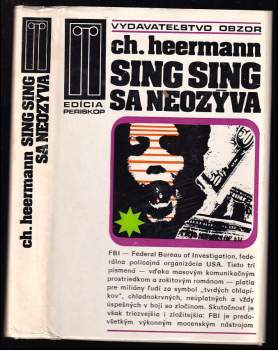 VYDAVATEĽSTVO OBZOR
ch. heermann
SING SING
SA NEOZÝVA
EDÍCIA
PERISKOP
FBI — Federal Bureau of Investigation, fede-
rálna policajná organizácia USA. Tieto tri
písmená — vďaka masovým komunikačným
prostriedkom a zošitovým románom — platia
pre milióny ľudí za symbol „tvrdých chlapí-
kov", chladnokrvných, neúplatných a vždy
úspešných v boji so zločinom. Skutočnosť je
však triezvejšia i zložitejšia: FBI je predo-
všetkým výkonným mocenským nástrojom
ch. heermann SING SING
SA NEOZÝVA